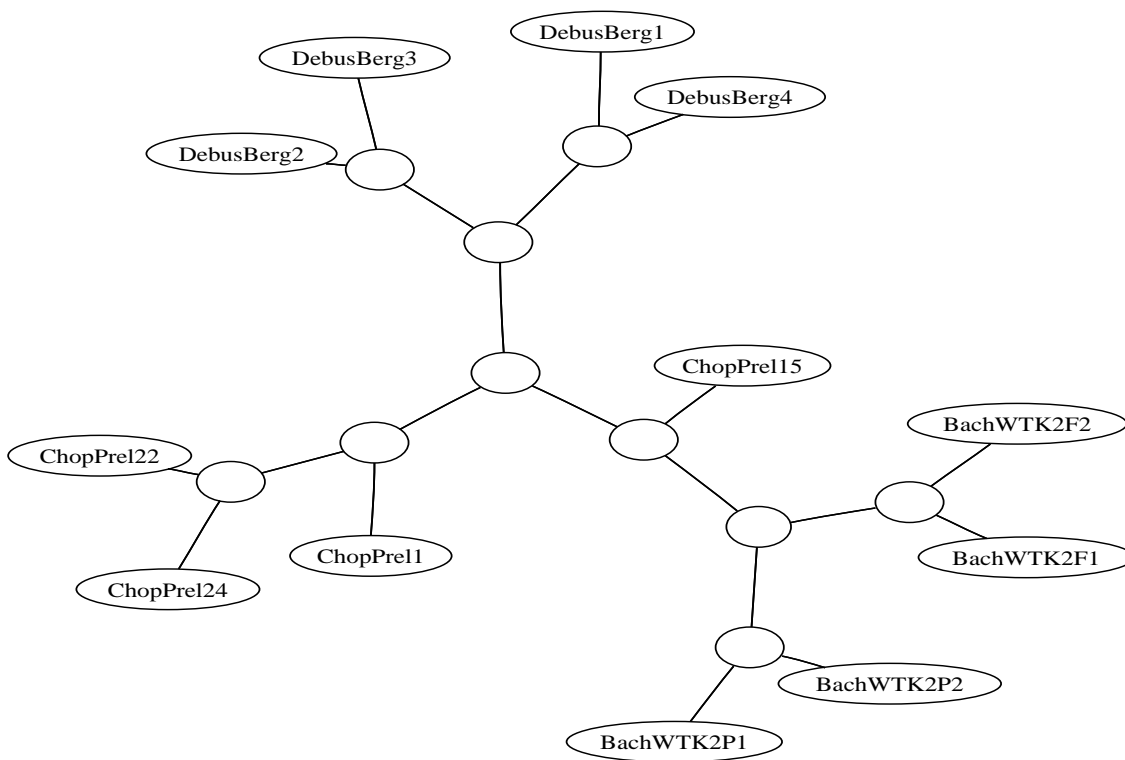 DebusBerg1
DebusBerg3
DebusBerg4
DebusBerg2
ChopPrel15
BachWTK2F2
ChopPrel22
ChopPrel1
BachWTK2F1
ChopPrel24
BachWTK2P2
BachWTK2P1